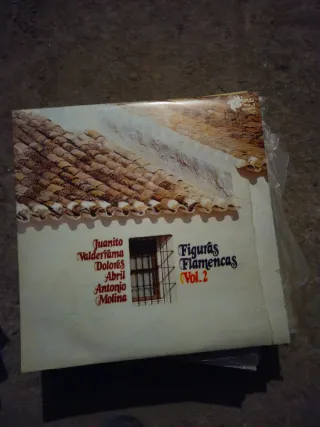 Juanito
Valderrama
Dolores
Abril
Antonio
Molina
Figuras
Flamencas
Vol. 2